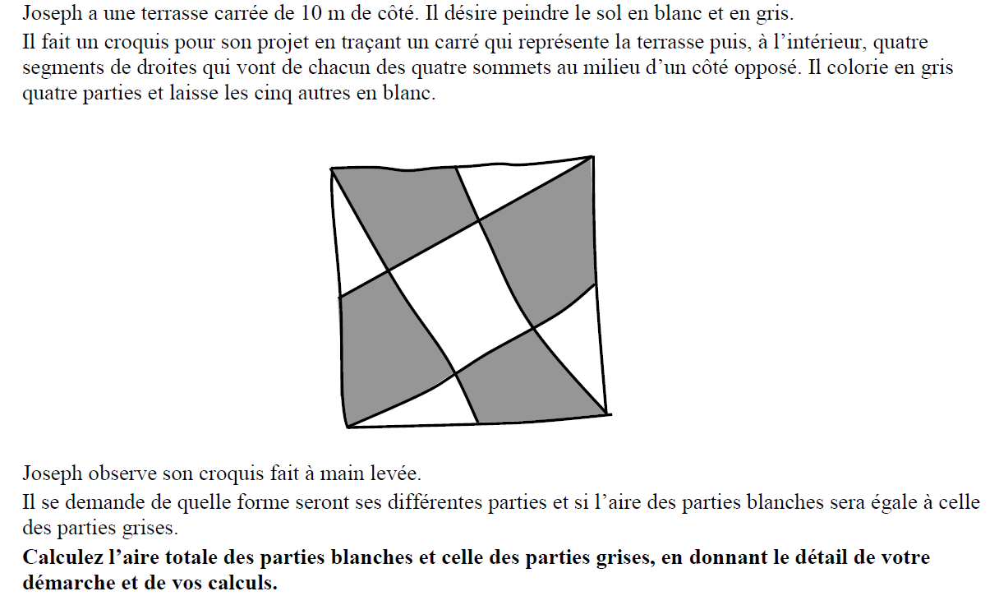 Joseph a une terrasse carrée de 10 m de côté. Il désire peindre le sol en blanc et en gris.
Il fait un croquis pour son projet en traçant un carré qui représente la terrasse puis, à l’intérieur, quatre
segments de droites qui vont de chacun des quatre sommets au milieu d’un côté opposé. Il colorie en gris
quatre parties et laisse les cinq autres en blanc.
Joseph observe son croquis fait à main levée.
Il se demande de quelle forme seront ses différentes parties et si l’aire des parties blanches sera égale à celle
des parties grises.
Calculez l’aire totale des parties blanches et celle des parties grises, en donnant le détail de votre
démarche et de vos calculs.